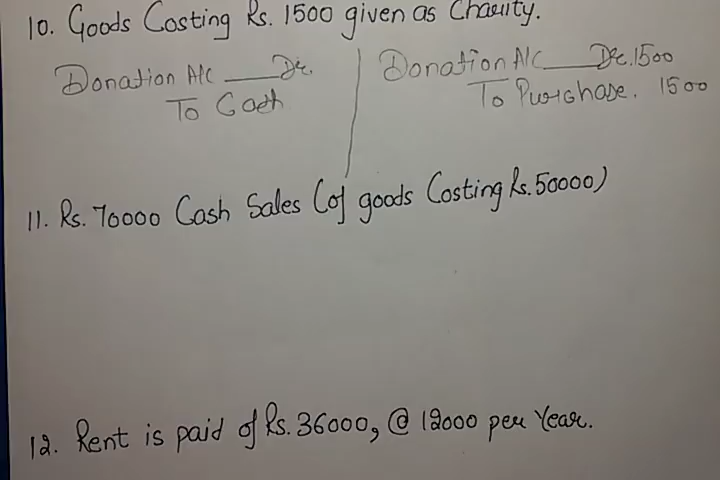 10. Goods Costing Rs. 1500 given as Charity.
Donation A/C ___ Dr.
To Cash
Donation A/C ___ Dr. 1500
To Purchase. 1500
11. Rs. 70000 Cash Sales (of goods Costing Rs. 50000)
12. Rent is paid of Rs. 36000, @ 12000 per Year.